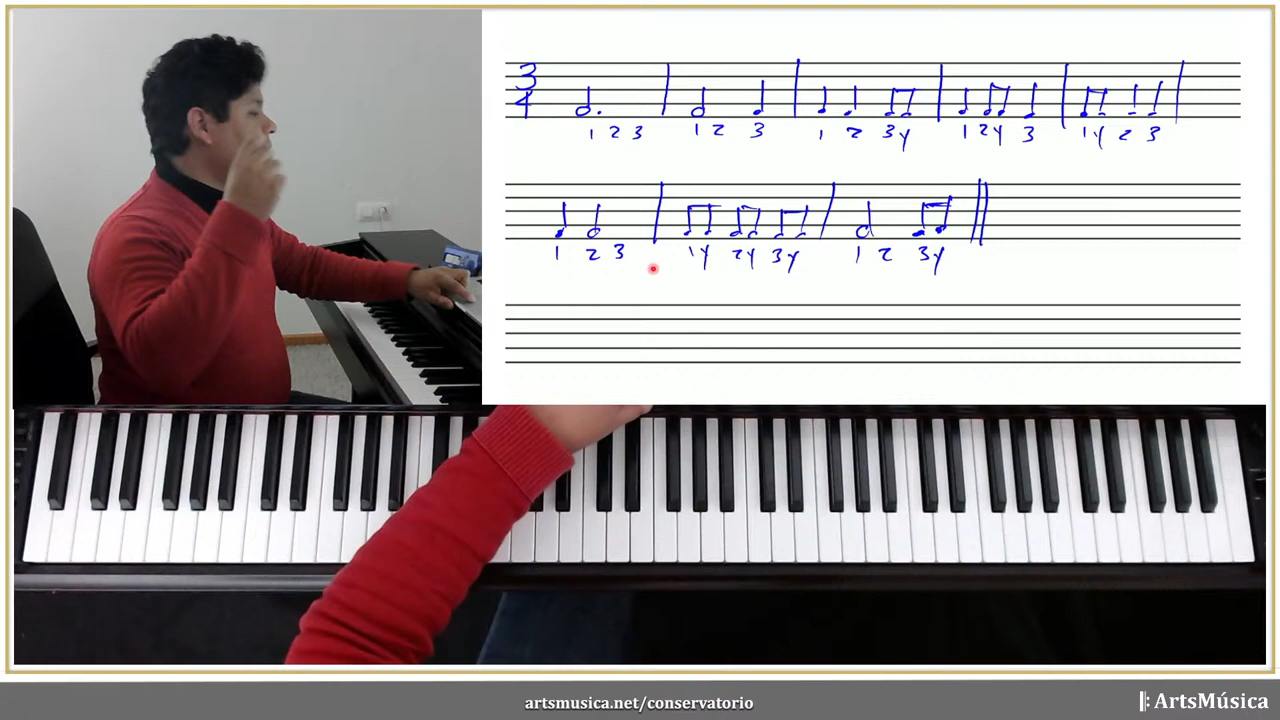 3
4
1 2 3 1 2 3 1 2 3 y 1 2 y 3 1 y 2 3
1 2 3 1 y 2 y 3 y 1 2 3 y
artsmusica.net/conservatorio
ArtsMúsica